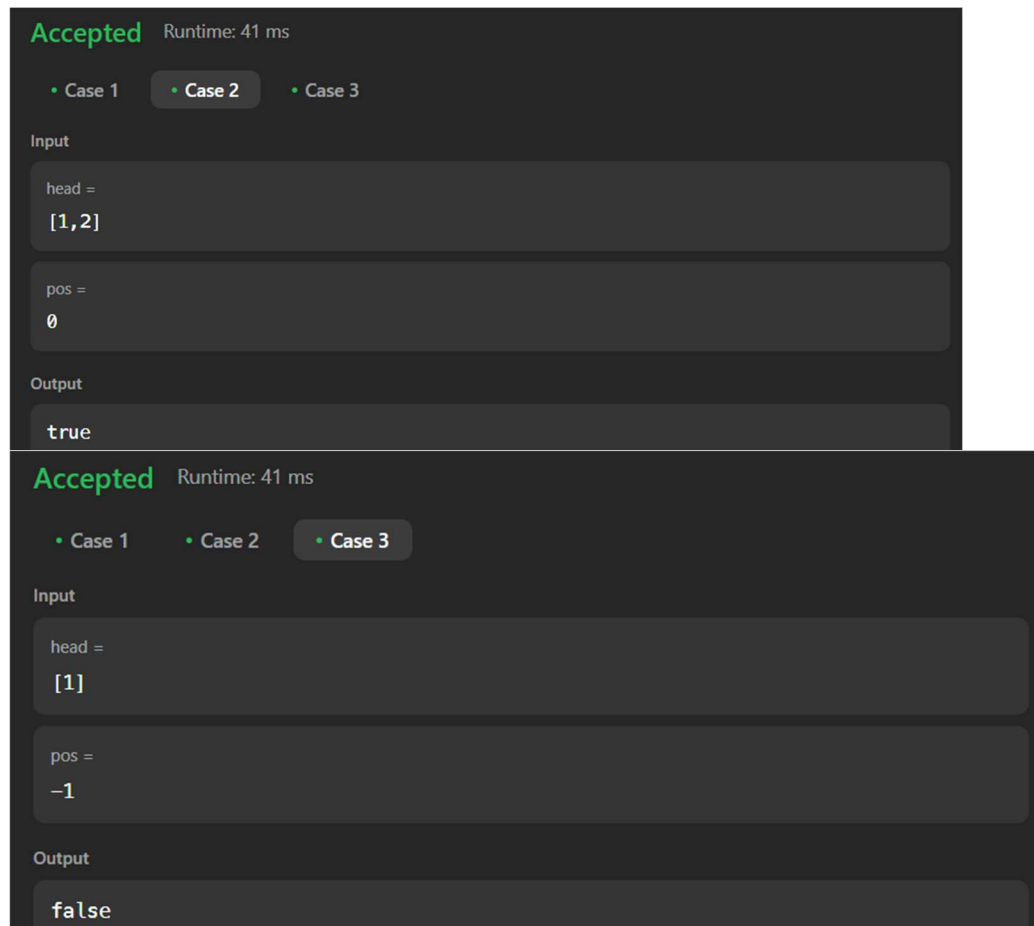 Accepted Runtime: 41 ms
• Case 1 • Case 2 • Case 3
Input
head =
[1,2]
pos =
0
Output
true
Accepted Runtime: 41 ms
• Case 1 • Case 2 • Case 3
Input
head =
[1]
pos =
-1
Output
false